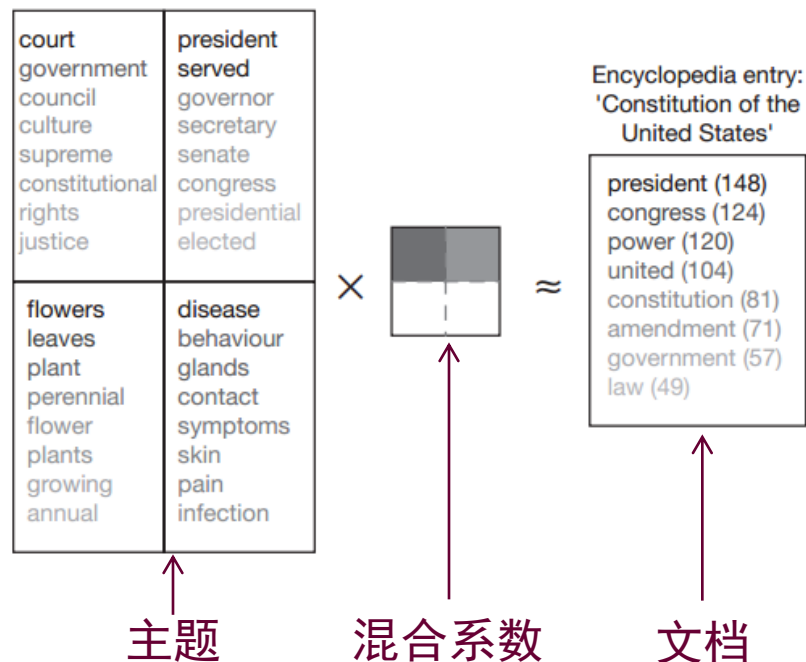 court
government
council
culture
supreme
constitutional
rights
justice
president
served
governor
secretary
senate
congress
presidential
elected
flowers
leaves
plant
perennial
flower
plants
growing
annual
disease
behaviour
glands
contact
symptoms
skin
pain
infection
×
≈
Encyclopedia entry:
'Constitution of the
United States'
president (148)
congress (124)
power (120)
united (104)
constitution (81)
amendment (71)
government (57)
law (49)
主题
混合系数
文档